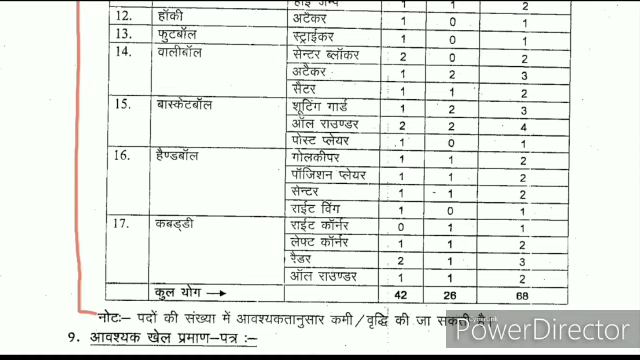 हाई जम्प 1 1 2
12. हॉकी अटैकर 1 0 1
13. फुटबॉल स्ट्राईकर 1 0 1
14. वालीबॉल सेन्टर ब्लॉकर 2 0 2
अटैकर 1 2 3
सैटर 1 1 2
15. बास्केटबॉल शूटिंग गार्ड 1 2 3
ऑल राउण्डर 2 2 4
पोस्ट प्लेयर 1 0 1
16. हैण्डबॉल गोलकीपर 1 1 2
पॉजिशन प्लेयर 1 1 2
सेन्टर 1 1 2
राईट विंग 1 0 1
17. कबड्डी राईट कॉर्नर 0 1 1
लेफ्ट कॉर्नर 1 1 2
रैडर 2 1 3
ऑल राउण्डर 1 1 2
कुल योग → 42 26 68
नोटः– पदों की संख्या में आवश्यकतानुसार कमी/वृद्धि की जा सकती है।
9. आवश्यक खेल प्रमाण–पत्र :–
PowerDirector